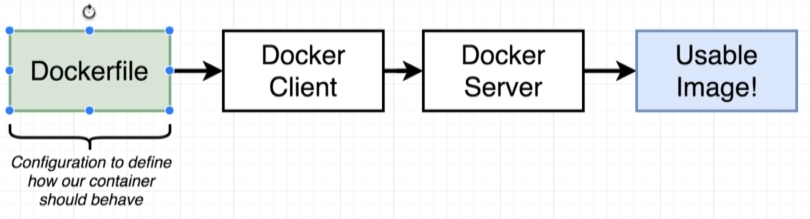 Dockerfile
Docker
Client
Docker
Server
Usable
Image!
Configuration to define
how our container
should behave